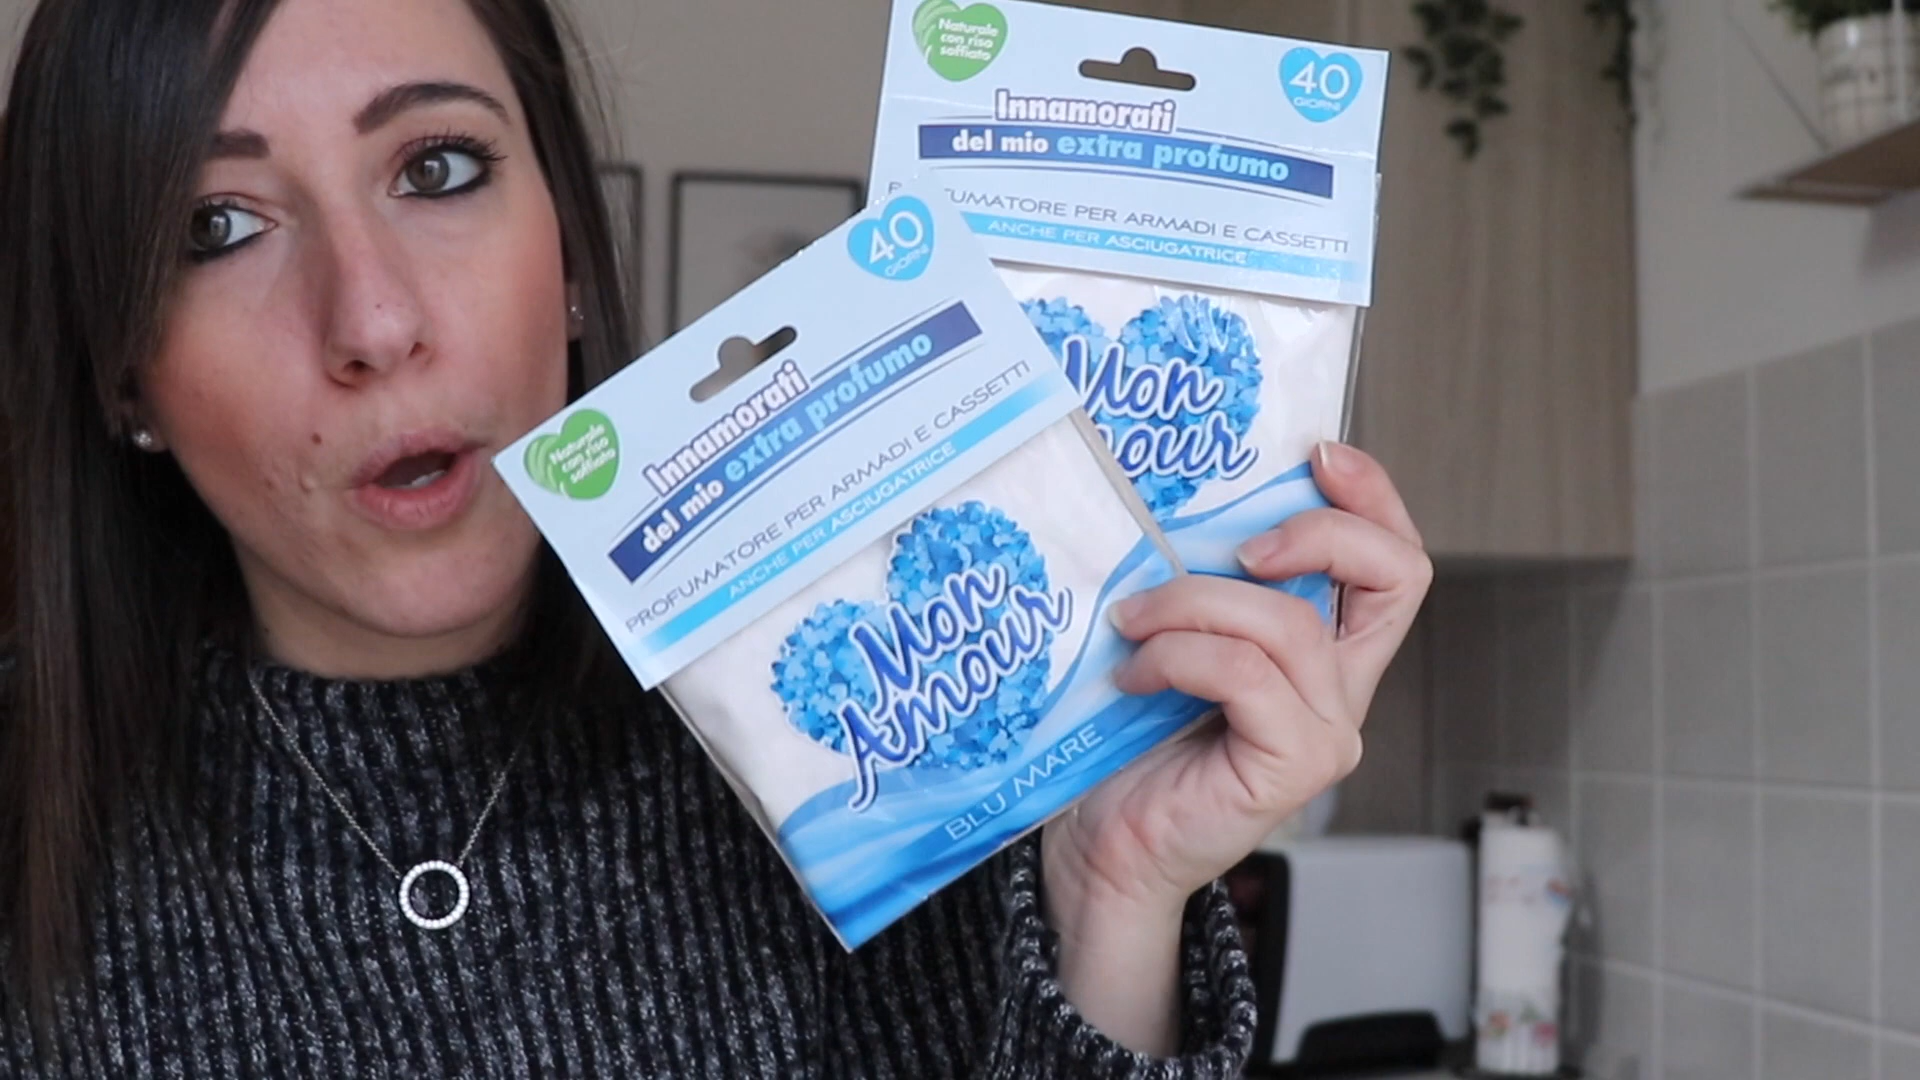 Naturale
con riso
soffiato
40
GIORNI
Innamorati
del mio extra profumo
PROFUMATORE PER ARMADI E CASSETTI
ANCHE PER ASCIUGATRICE
Mon
Amour
BLU MARE
Naturale
con riso
soffiato
40
GIORNI
Innamorati
del mio extra profumo
UMATORE PER ARMADI E CASSETTI
ANCHE PER ASCIUGATRICE
Mon
mour